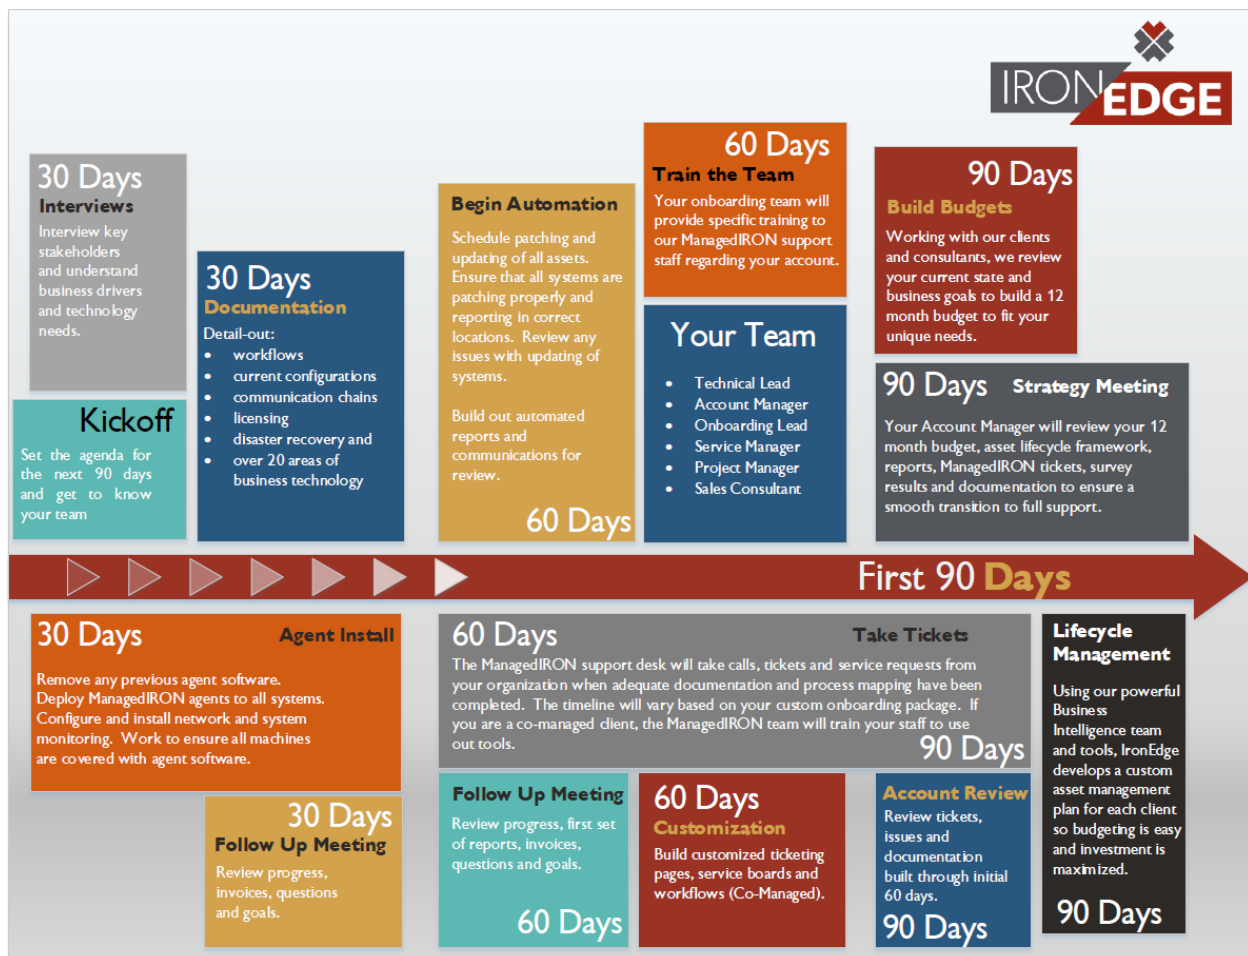 IRON EDGE
30 Days
Interviews
Interview key
stakeholders
and understand
business drivers
and technology
needs.
Kickoff
Set the agenda for
the next 90 days
and get to know
your team
30 Days
Documentation
Detail-out:
• workflows
• current configurations
• communication chains
• licensing
• disaster recovery and
• over 20 areas of
business technology
Begin Automation
Schedule patching and
updating of all assets.
Ensure that all systems are
patching properly and
reporting in correct
locations. Review any
issues with updating of
systems.
Build out automated
reports and
communications for
review.
60 Days
60 Days
Train the Team
Your onboarding team will
provide specific training to
our ManagedIRON support
staff regarding your account.
Your Team
• Technical Lead
• Account Manager
• Onboarding Lead
• Service Manager
• Project Manager
• Sales Consultant
90 Days
Build Budgets
Working with our clients
and consultants, we review
your current state and
business goals to build a 12
month budget to fit your
unique needs.
90 Days Strategy Meeting
Your Account Manager will review your 12
month budget, asset lifecycle framework,
reports, ManagedIRON tickets, survey
results and documentation to ensure a
smooth transition to full support.
First 90 Days
30 Days Agent Install
Remove any previous agent software.
Deploy ManagedIRON agents to all systems.
Configure and install network and system
monitoring. Work to ensure all machines
are covered with agent software.
30 Days
Follow Up Meeting
Review progress,
invoices, questions
and goals.
60 Days Take Tickets
The ManagedIRON support desk will take calls, tickets and service requests from
your organization when adequate documentation and process mapping have been
completed. The timeline will vary based on your custom onboarding package. If
you are a co-managed client, the ManagedIRON team will train your staff to use
out tools.
90 Days
Follow Up Meeting
Review progress, first set
of reports, invoices,
questions and goals.
60 Days
60 Days
Customization
Build customized ticketing
pages, service boards and
workflows (Co-Managed).
Account Review
Review tickets,
issues and
documentation
built through initial
60 days.
90 Days
Lifecycle
Management
Using our powerful
Business
Intelligence team
and tools, IronEdge
develops a custom
asset management
plan for each client
so budgeting is easy
and investment is
maximized.
90 Days